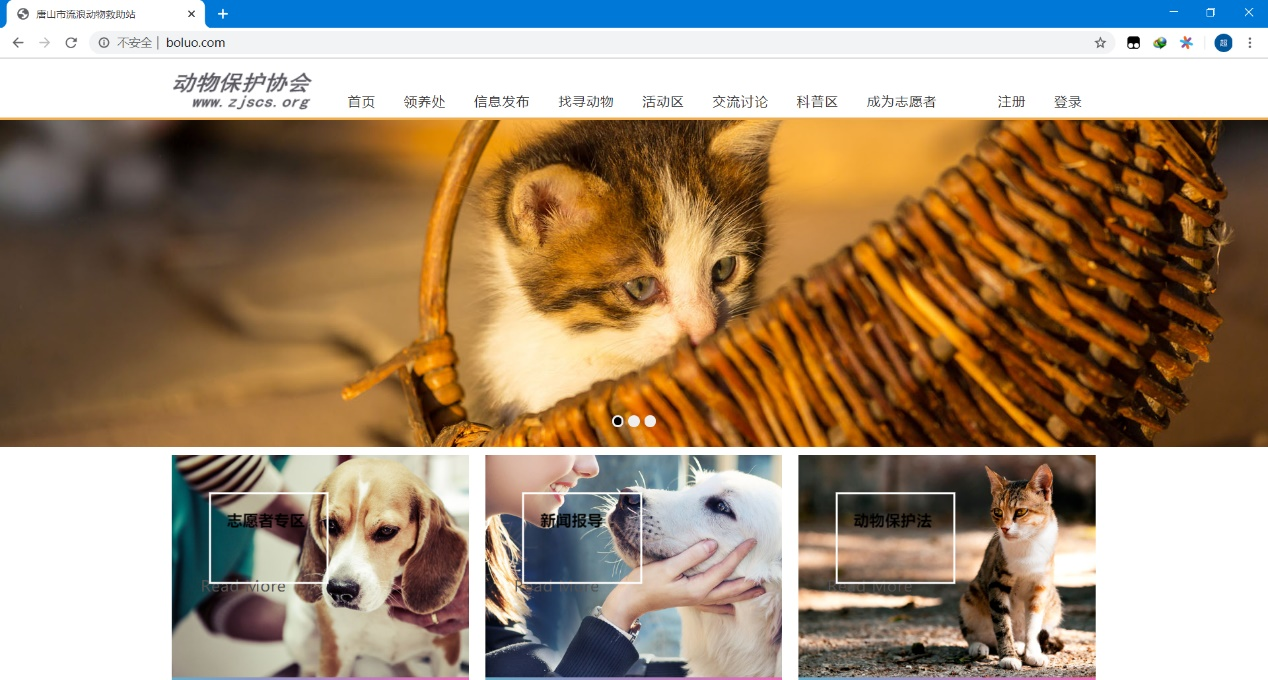 唐山市流浪动物救助站
不安全 | boluo.com
超
动物保护协会
www.zjscs.org
首页 领养处 信息发布 找寻动物 活动区 交流讨论 科普区 成为志愿者 注册 登录
志愿者专区 新闻报导 动物保护法
Read More Read More Read More